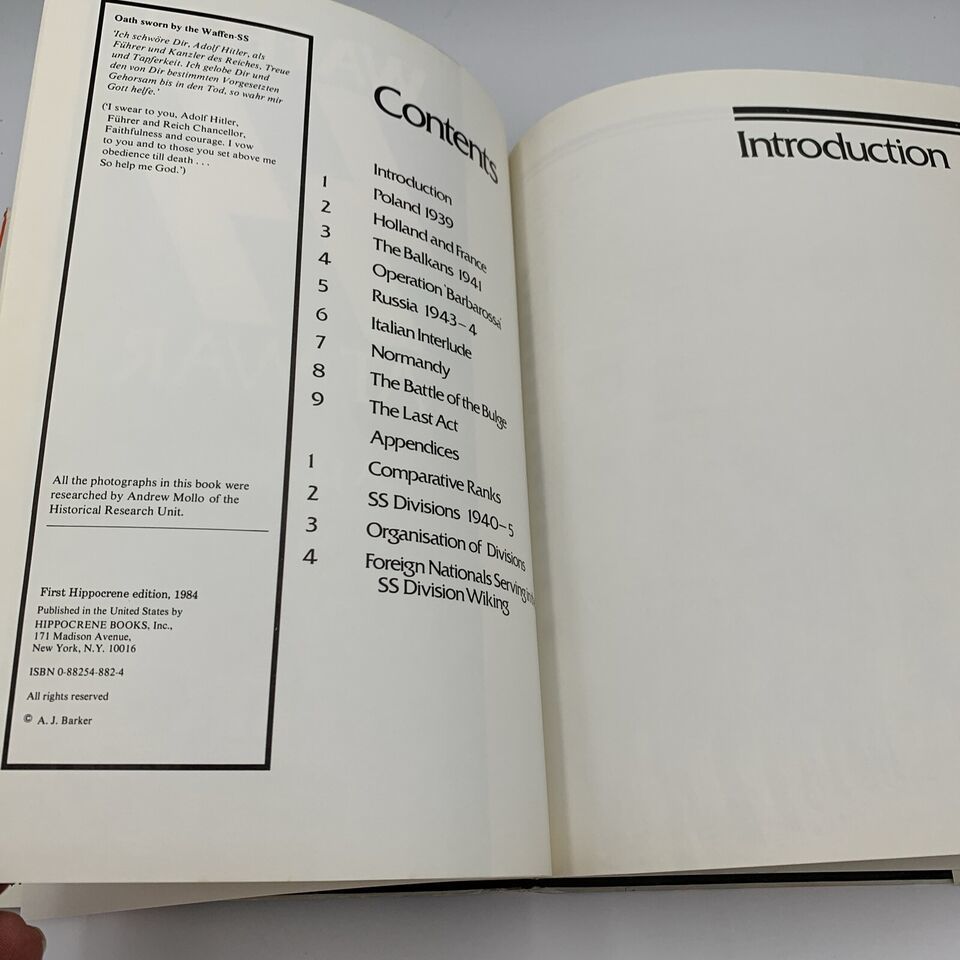 Oath sworn by the Waffen-SS
'Ich schwöre Dir, Adolf Hitler, als
Führer und Kanzler des Reiches, Treue
und Tapferkeit. Ich gelobe Dir und
den von Dir bestimmten Vorgesetzten
Gehorsam bis in den Tod, so wahr mir
Gott helfe.'
('I swear to you, Adolf Hitler,
Führer and Reich Chancellor,
Faithfulness and courage. I vow
to you and to those you set above me
obedience till death . . .
So help me God.')
All the photographs in this book were
researched by Andrew Mollo of the
Historical Research Unit.
First Hippocrene edition, 1984
Published in the United States by
HIPPOCRENE BOOKS, Inc.,
171 Madison Avenue,
New York, N.Y. 10016
ISBN 0-88254-882-4
All rights reserved
© A. J. Barker
Contents
Introduction
1 Poland 1939
2 Holland and France
3 The Balkans 1941
4 Operation 'Barbarossa'
5 Russia 1943–4
6 Italian Interlude
7 Normandy
8 The Battle of the Bulge
9 The Last Act
Appendices
1 Comparative Ranks
2 SS Divisions 1940–5
3 Organisation of Divisions
4 Foreign Nationals Serving in
SS Division Wiking
Introduction